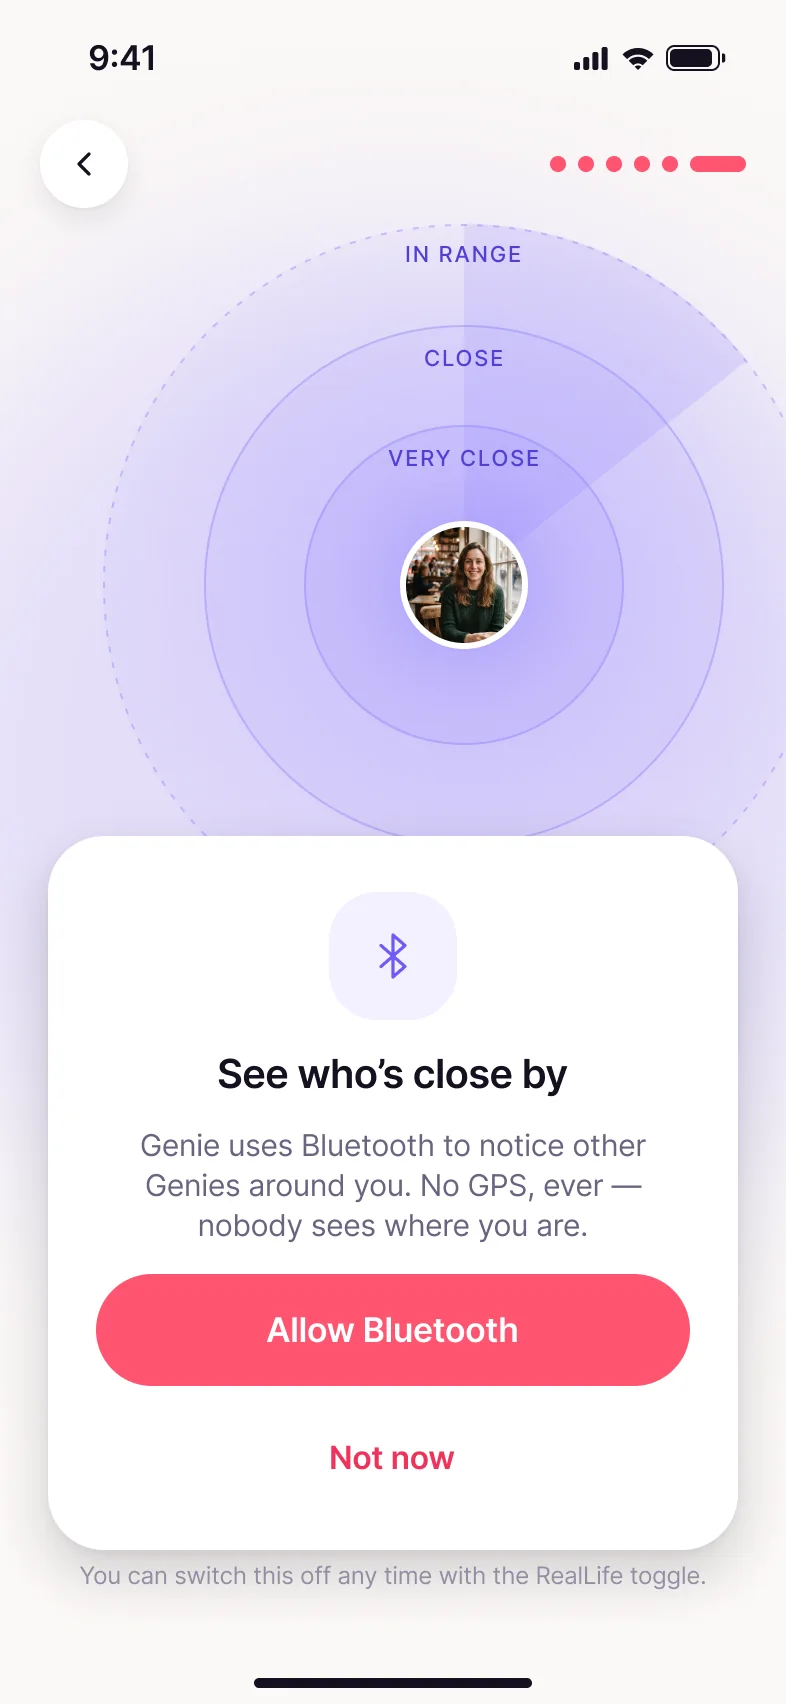 9:41
IN RANGE
CLOSE
VERY CLOSE
See who’s close by
Genie uses Bluetooth to notice other
Genies around you. No GPS, ever —
nobody sees where you are.
Allow Bluetooth
Not now
You can switch this off any time with the RealLife toggle.